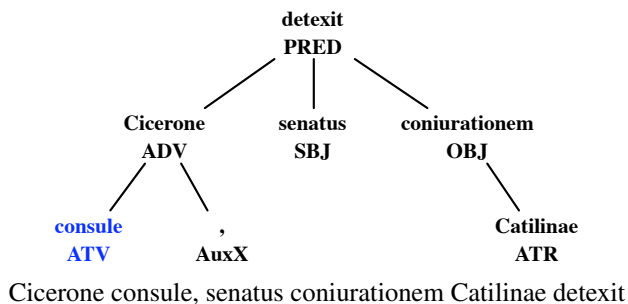 detexit
PRED
Cicerone senatus coniurationem
ADV SBJ OBJ
consule , Catilinae
ATV AuxX ATR
Cicerone consule, senatus coniurationem Catilinae detexit